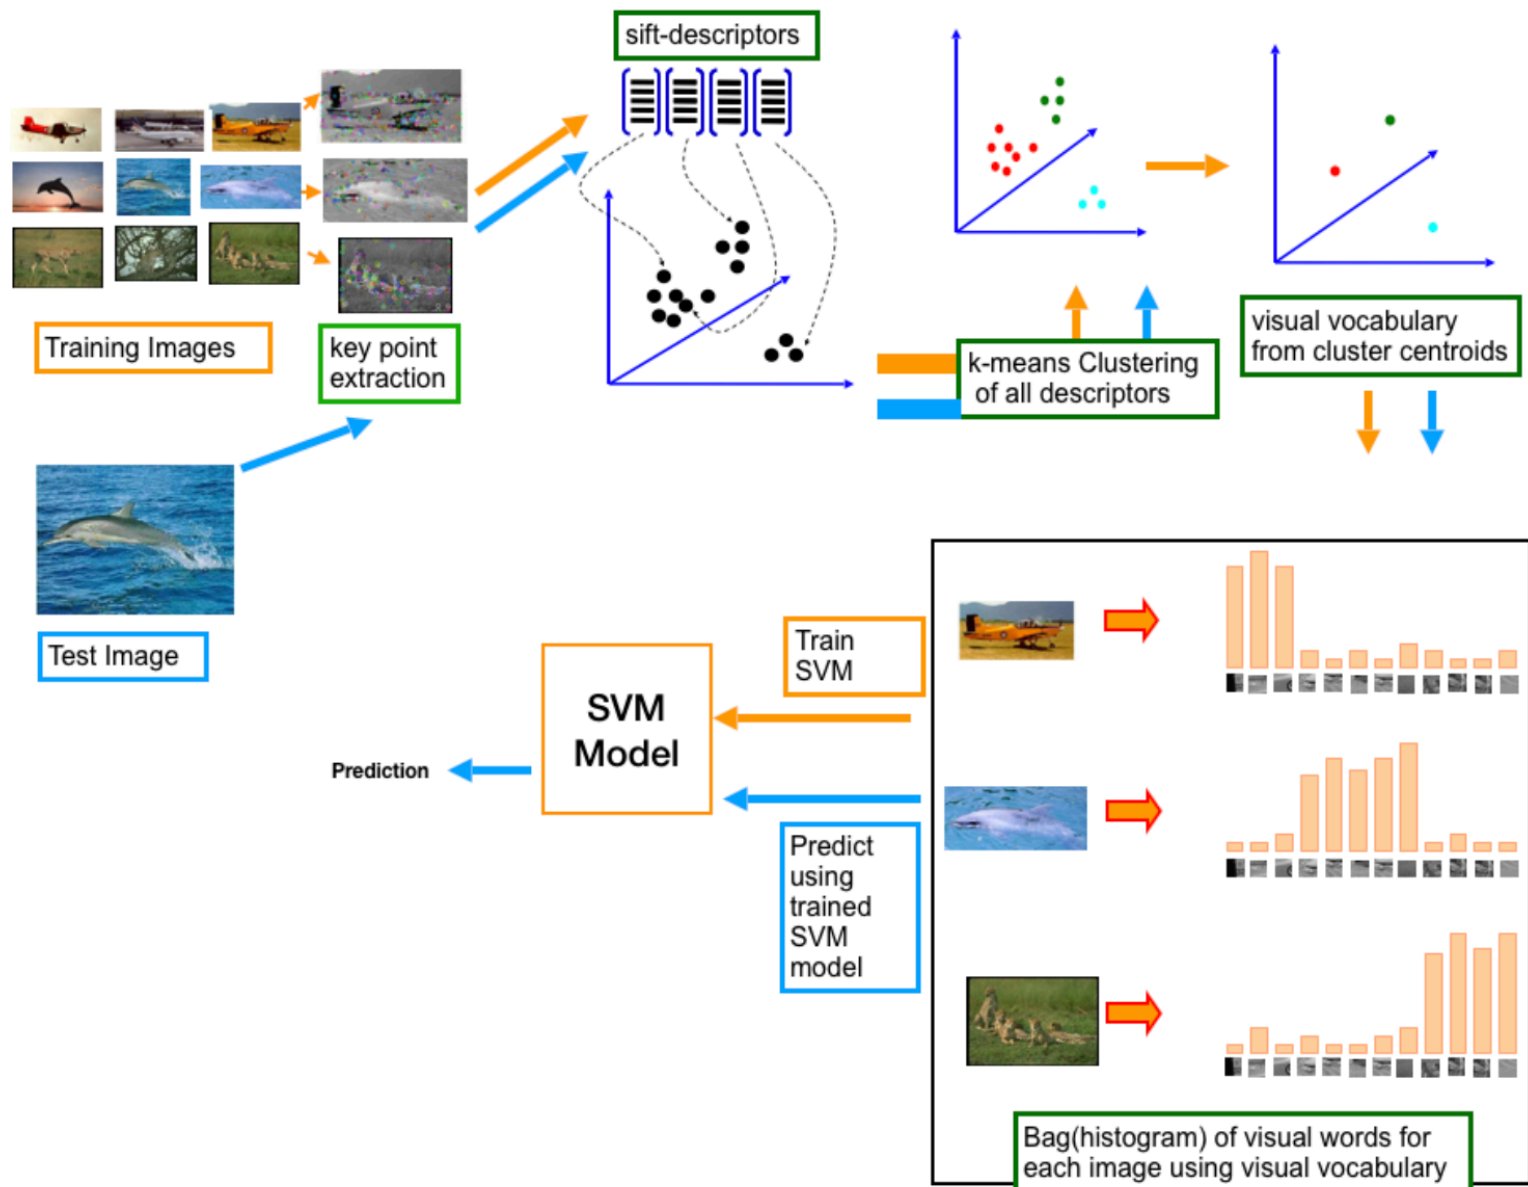 sift-descriptors
Training Images
key point
extraction
k-means Clustering
of all descriptors
visual vocabulary
from cluster centroids
Test Image
Train
SVM
SVM
Model
Prediction
Predict
using
trained
SVM
model
Bag(histogram) of visual words for
each image using visual vocabulary